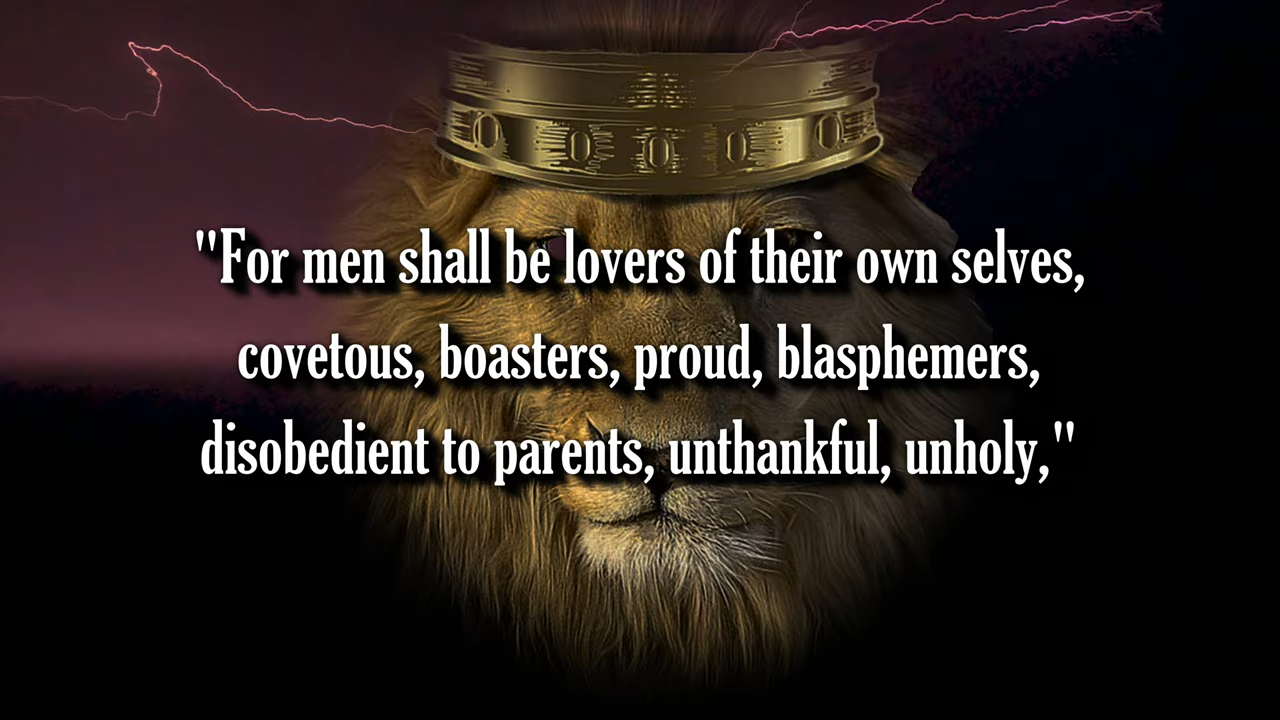 "For men shall be lovers of their own selves,
covetous, boasters, proud, blasphemers,
disobedient to parents, unthankful, unholy,"